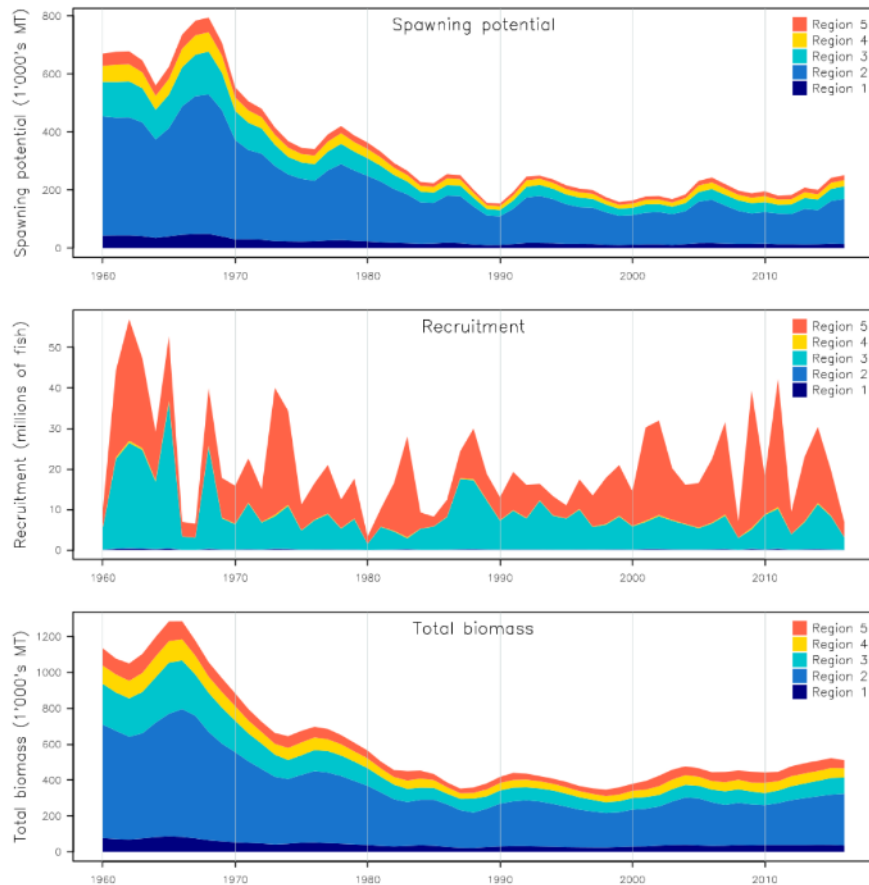 Spawning potential
Spawning potential (1'000's MT)
800
600
400
200
0
Region 5
Region 4
Region 3
Region 2
Region 1
1960 1970 1980 1990 2000 2010
Recruitment
Recruitment (millions of fish)
50
40
30
20
10
0
Region 5
Region 4
Region 3
Region 2
Region 1
1960 1970 1980 1990 2000 2010
Total biomass
Total biomass (1'000's MT)
1200
1000
800
600
400
200
0
Region 5
Region 4
Region 3
Region 2
Region 1
1960 1970 1980 1990 2000 2010